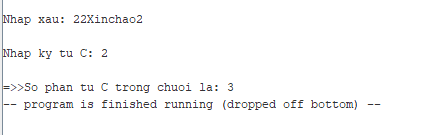 Nhap xau: 22Xinchao2
Nhap ky tu C: 2
=>>So phan tu C trong chuoi la: 3
-- program is finished running (dropped off bottom) --